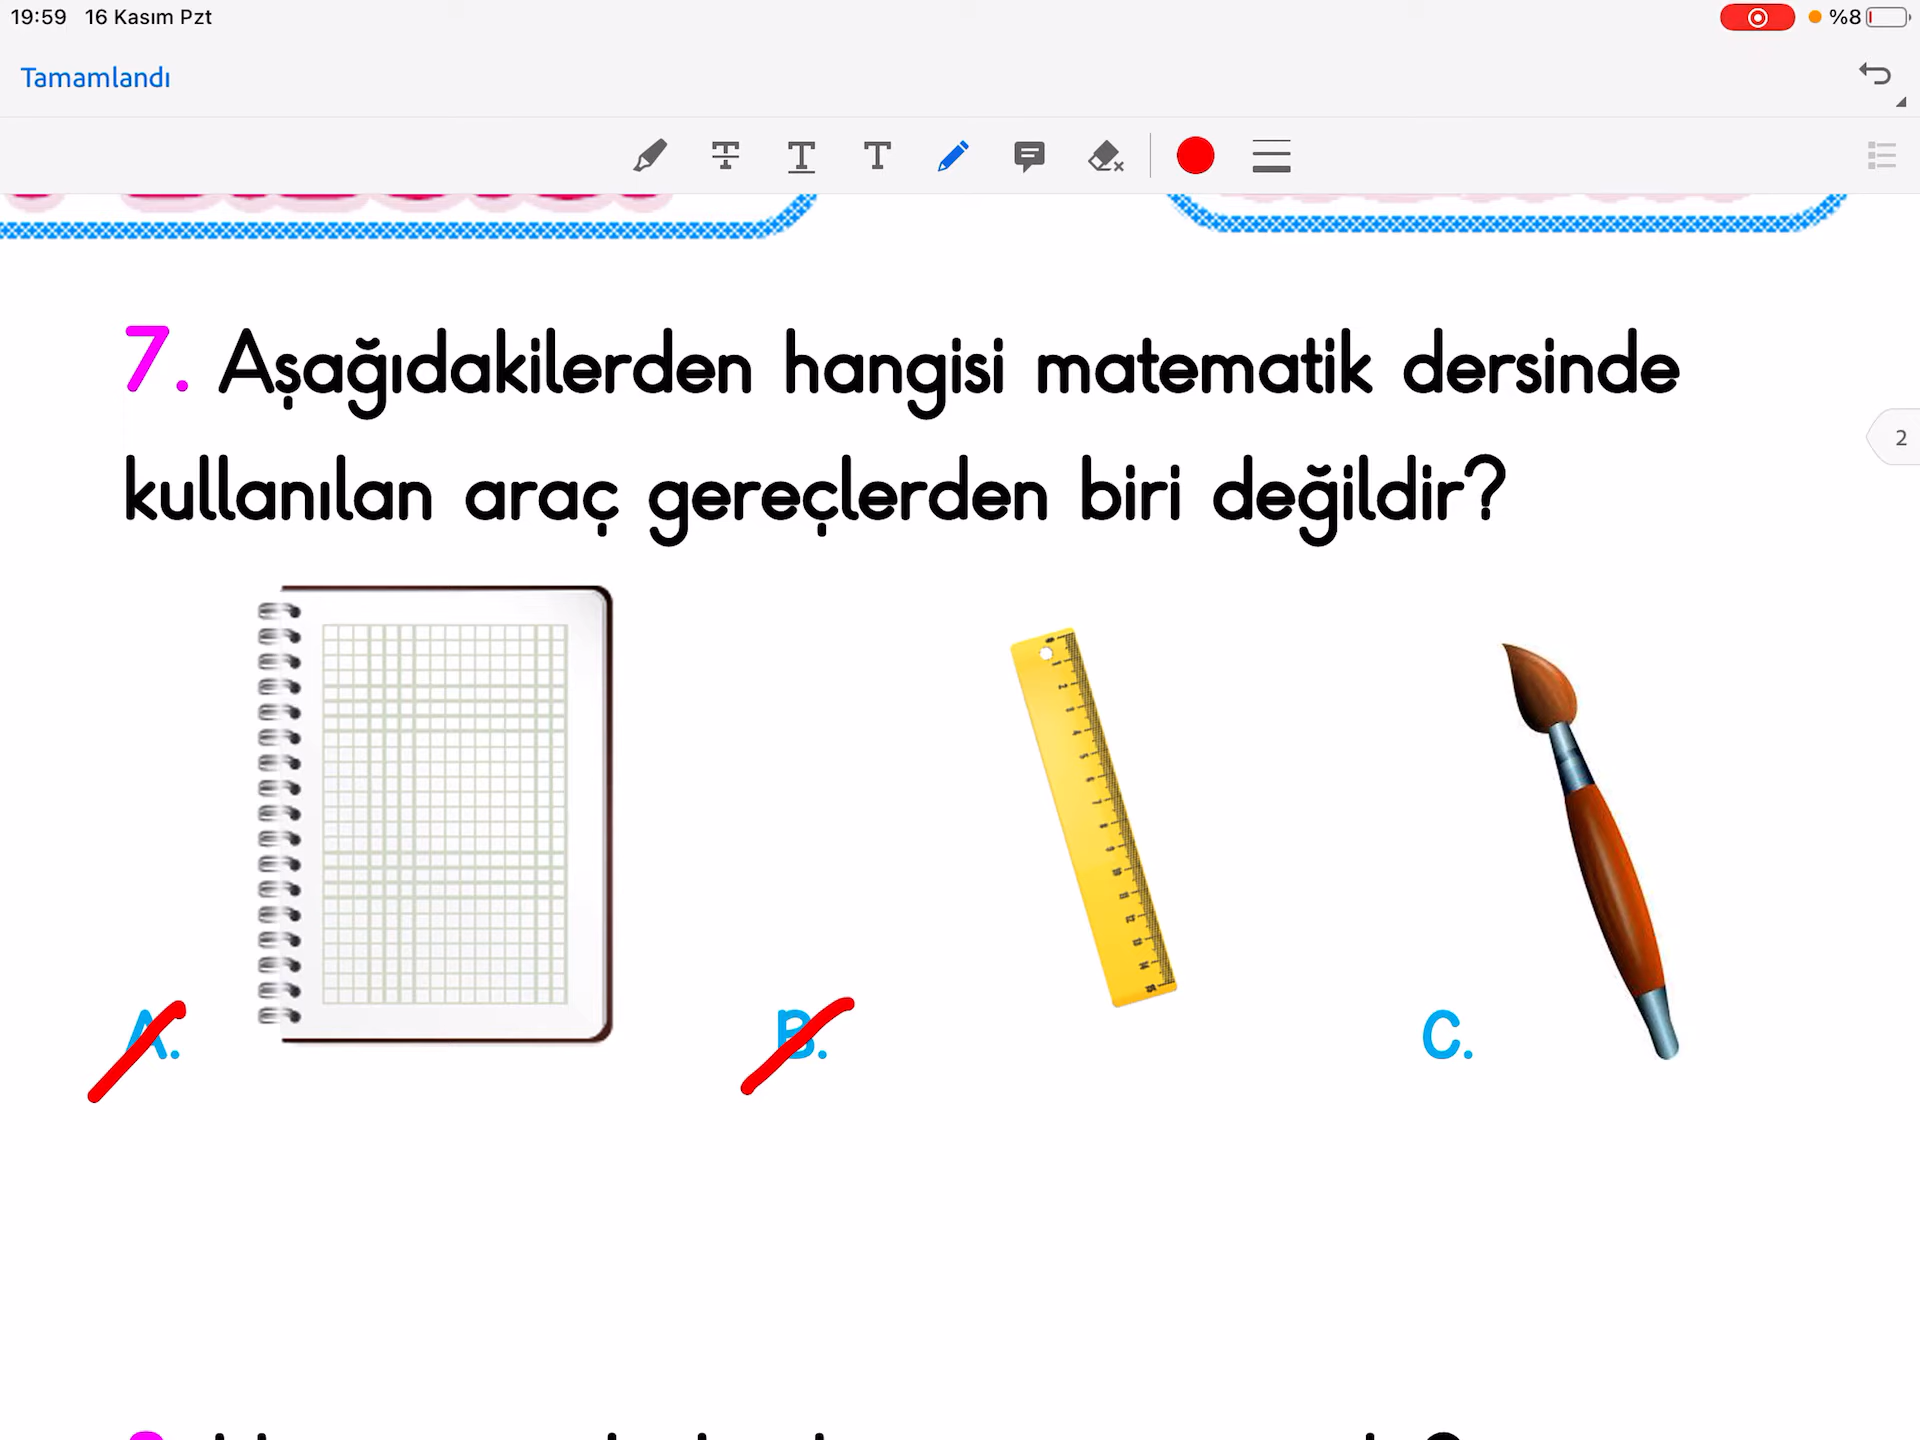 19:59 16 Kasım Pzt
%8
Tamamlandı
7. Aşağıdakilerden hangisi matematik dersinde
2
kullanılan araç gereçlerden biri değildir?
A.
B.
C.